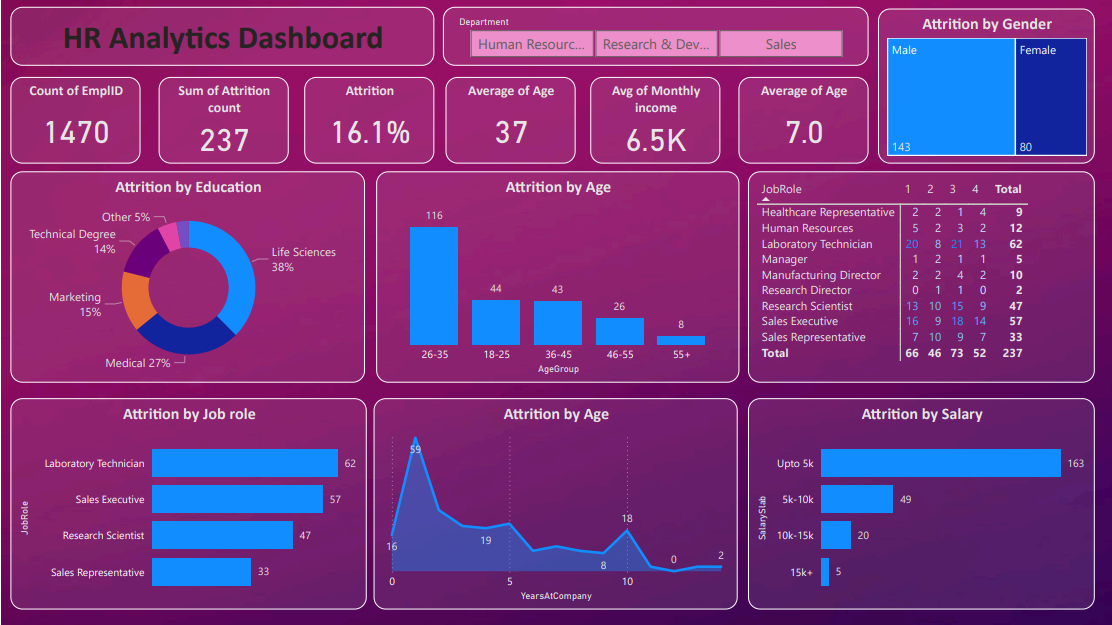 HR Analytics Dashboard
Department
Human Resourc...
Research & Dev...
Sales
Attrition by Gender
Male
Female
143
80
Count of EmplID
1470
Sum of Attrition
count
237
Attrition
16.1%
Average of Age
37
Avg of Monthly
income
6.5K
Average of Age
7.0
Attrition by Education
Other 5%
Technical Degree
14%
Life Sciences
38%
Marketing
15%
Medical 27%
Attrition by Age
116
44
43
26
8
26-35 18-25 36-45 46-55 55+
AgeGroup
JobRole 1 2 3 4 Total
Healthcare Representative 2 2 1 4 9
Human Resources 5 2 3 2 12
Laboratory Technician 20 8 21 13 62
Manager 1 2 1 1 5
Manufacturing Director 2 2 4 2 10
Research Director 0 1 1 0 2
Research Scientist 13 10 15 9 47
Sales Executive 16 9 18 14 57
Sales Representative 7 10 9 7 33
Total 66 46 73 52 237
Attrition by Job role
JobRole
Laboratory Technician 62
Sales Executive 57
Research Scientist 47
Sales Representative 33
Attrition by Age
59
16
19
8
18
0
2
0 5 10
YearsAtCompany
Attrition by Salary
SalarySlab
Upto 5k 163
5k-10k 49
10k-15k 20
15k+ 5